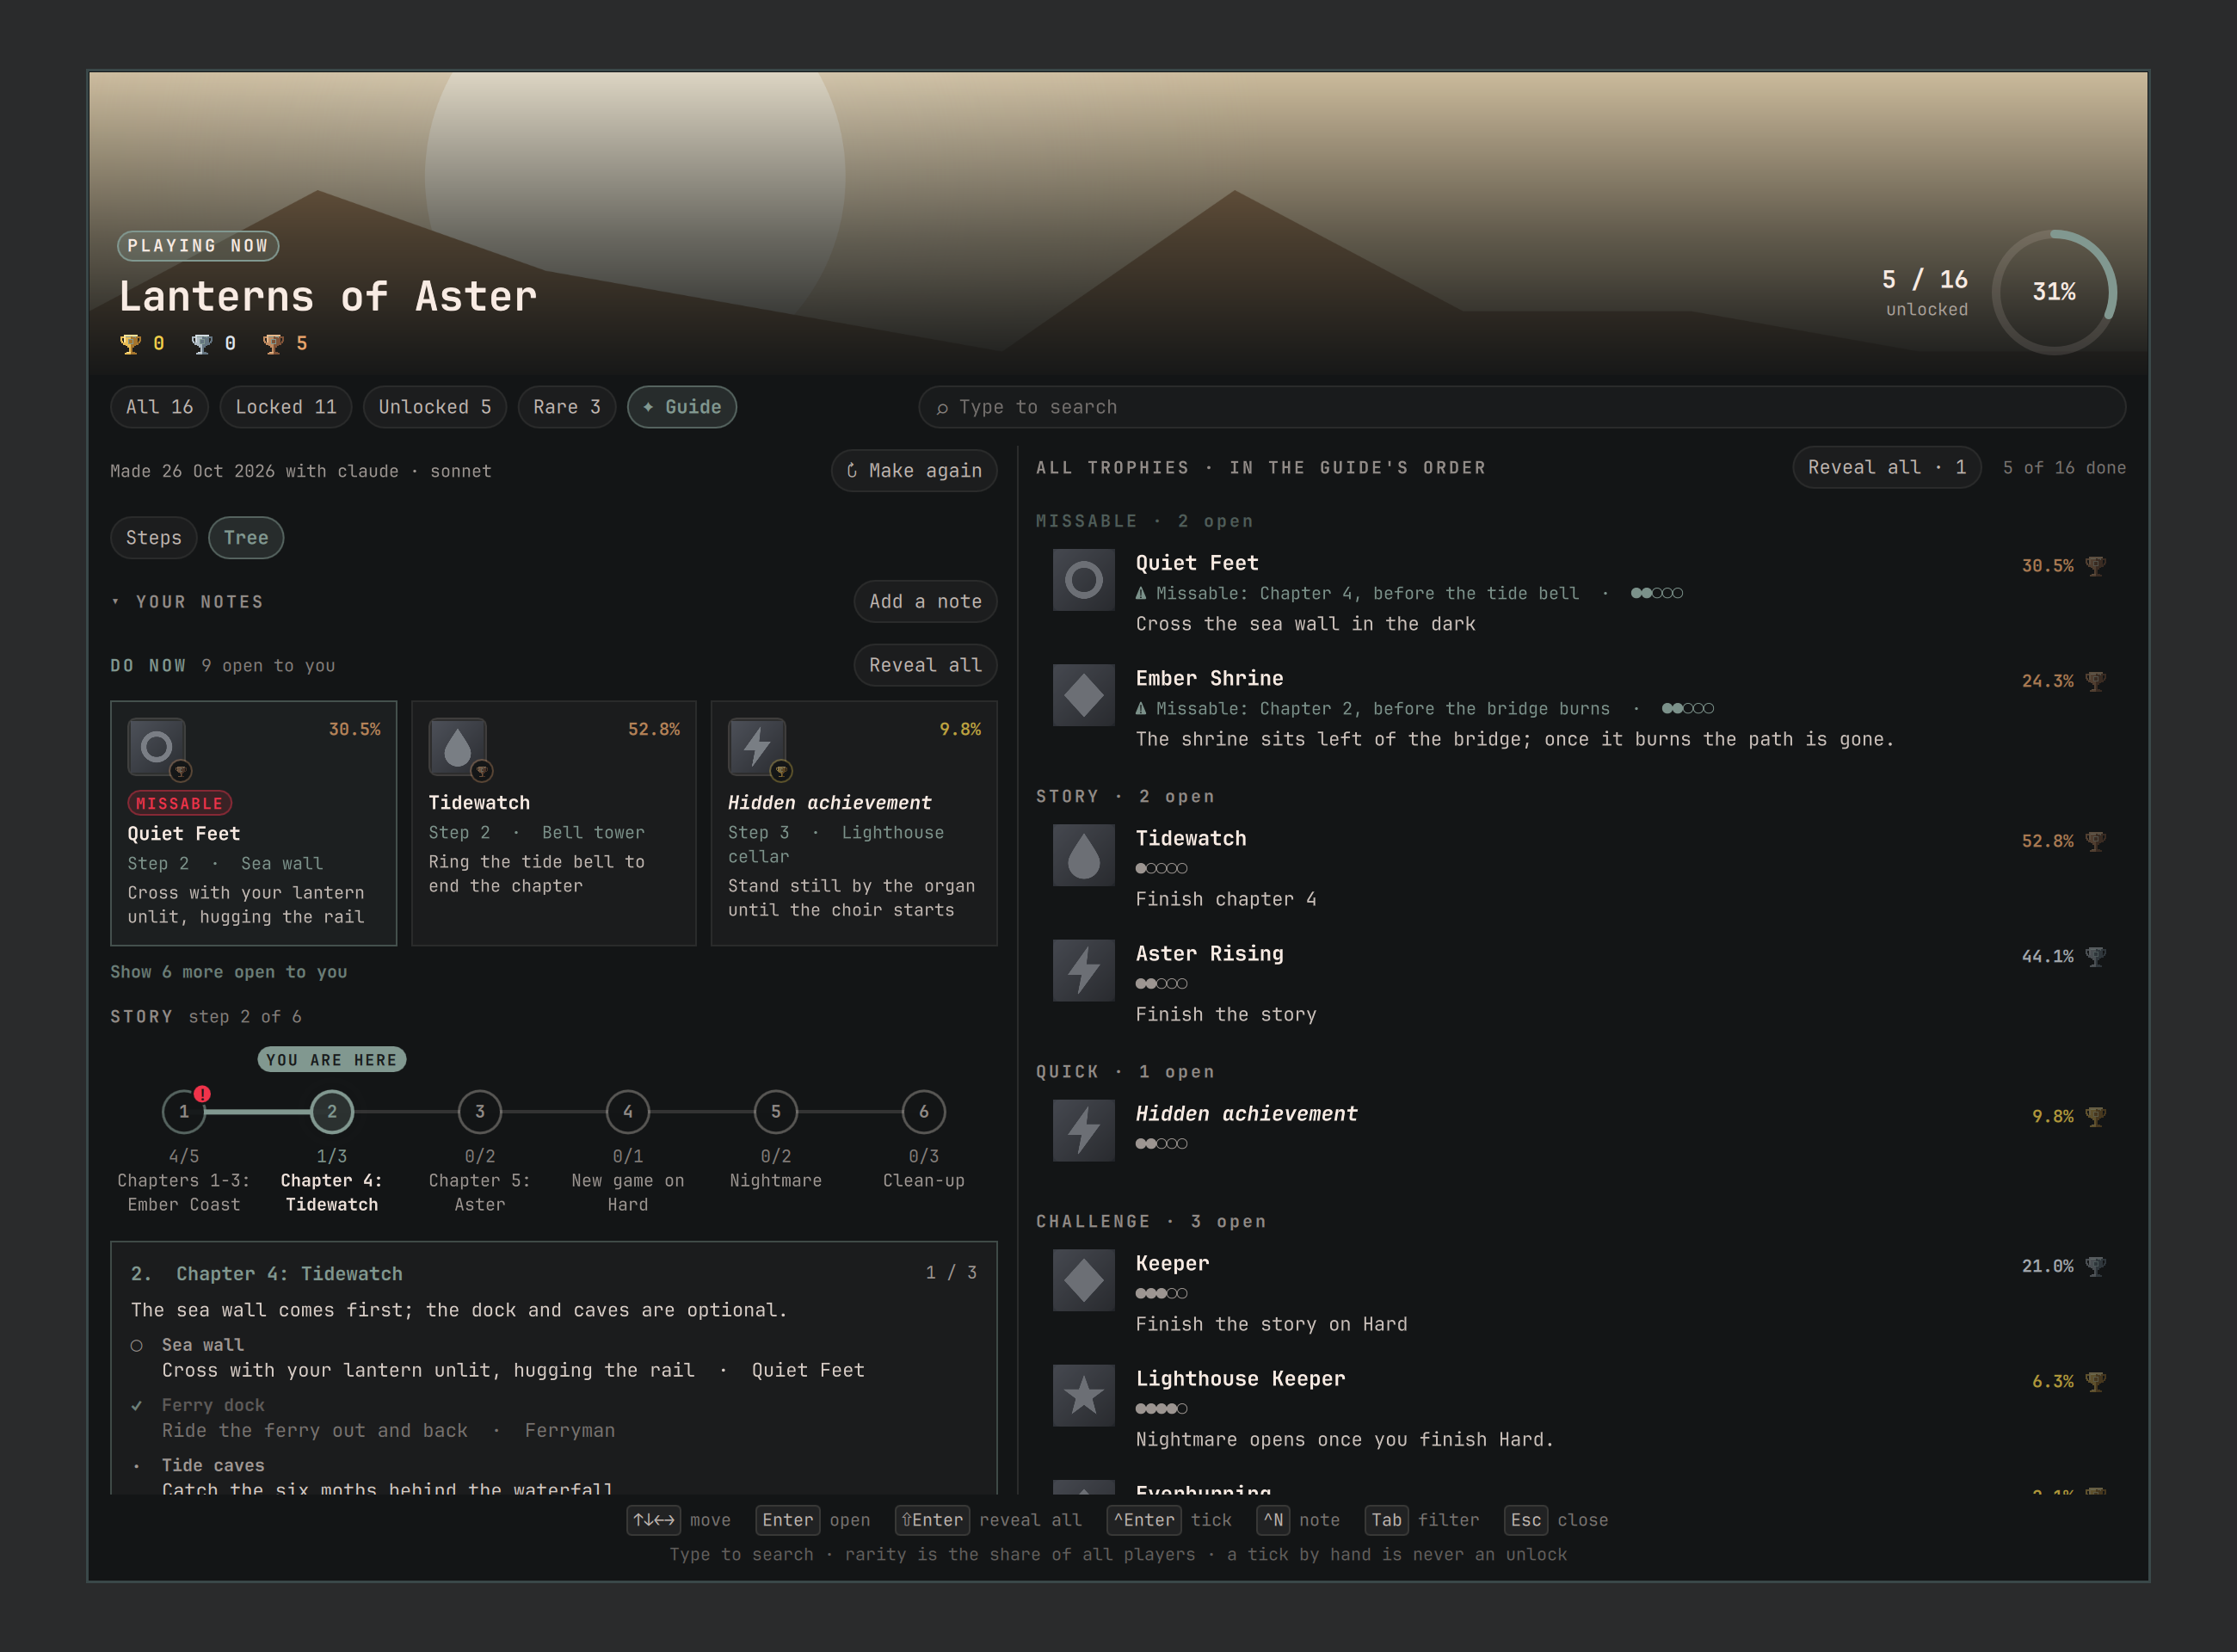 PLAYING NOW
Lanterns of Aster
0 0 5
5 / 16
unlocked
31%
All 16 Locked 11 Unlocked 5 Rare 3 ✦ Guide
Type to search
Made 26 Oct 2026 with claude · sonnet
↻ Make again
Steps Tree
▾ YOUR NOTES
Add a note
DO NOW 9 open to you
Reveal all
30.5%
MISSABLE
Quiet Feet
Step 2 · Sea wall
Cross with your lantern
unlit, hugging the rail
52.8%
Tidewatch
Step 2 · Bell tower
Ring the tide bell to
end the chapter
9.8%
Hidden achievement
Step 3 · Lighthouse
cellar
Stand still by the organ
until the choir starts
Show 6 more open to you
STORY step 2 of 6
YOU ARE HERE
1 ! 2 3 4 5 6
4/5 1/3 0/2 0/1 0/2 0/3
Chapters 1-3: Chapter 4: Chapter 5: New game on Nightmare Clean-up
Ember Coast Tidewatch Aster Hard
2. Chapter 4: Tidewatch
1 / 3
The sea wall comes first; the dock and caves are optional.
○ Sea wall
Cross with your lantern unlit, hugging the rail · Quiet Feet
✓ Ferry dock
Ride the ferry out and back · Ferryman
· Tide caves
Catch the six moths behind the waterfall
ALL TROPHIES · IN THE GUIDE'S ORDER
Reveal all · 1
5 of 16 done
MISSABLE · 2 open
Quiet Feet
30.5%
⚠ Missable: Chapter 4, before the tide bell · ●●○○○
Cross the sea wall in the dark
Ember Shrine
24.3%
⚠ Missable: Chapter 2, before the bridge burns · ●●○○○
The shrine sits left of the bridge; once it burns the path is gone.
STORY · 2 open
Tidewatch
52.8%
●○○○○
Finish chapter 4
Aster Rising
44.1%
●●○○○
Finish the story
QUICK · 1 open
Hidden achievement
9.8%
●●○○○
CHALLENGE · 3 open
Keeper
21.0%
●●●○○
Finish the story on Hard
Lighthouse Keeper
6.3%
●●●●○
Nightmare opens once you finish Hard.
Everburning
↑↓←→ move Enter open ⇧Enter reveal all ^Enter tick ^N note Tab filter Esc close
Type to search · rarity is the share of all players · a tick by hand is never an unlock